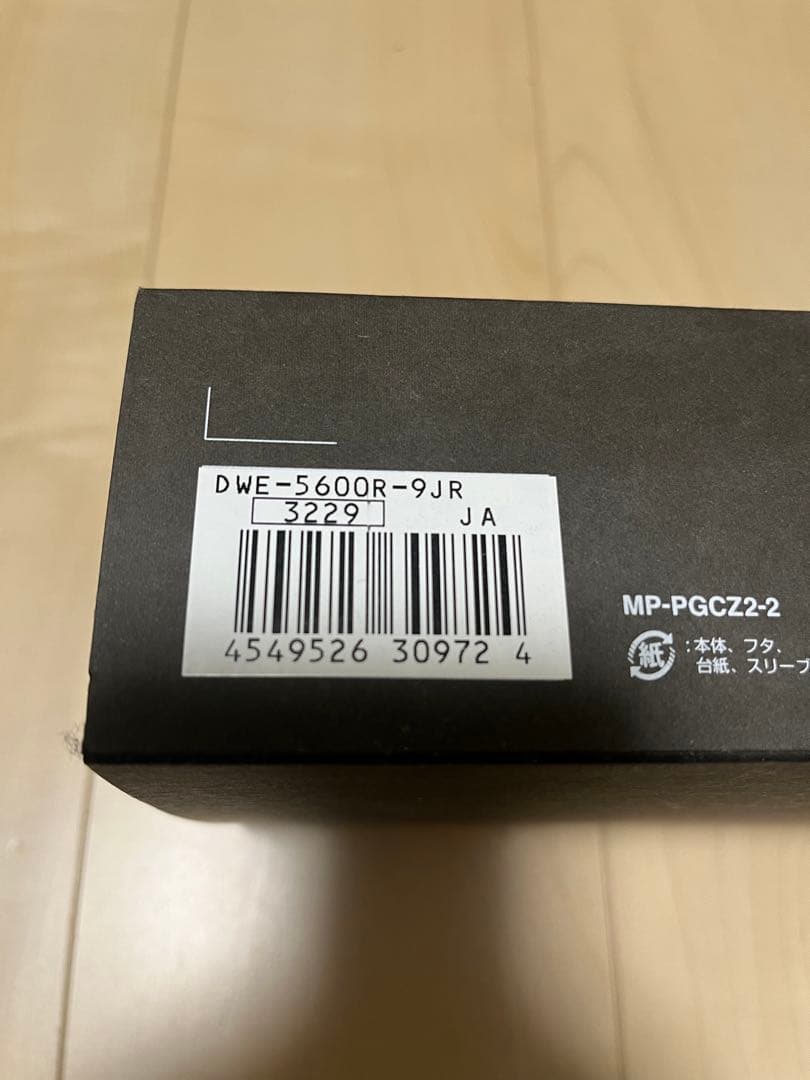 DWE-5600R-9JR
3229 JA
4549526 30972 4
MP-PGCZ2-2
紙 :本体、フタ、
台紙、スリーブ